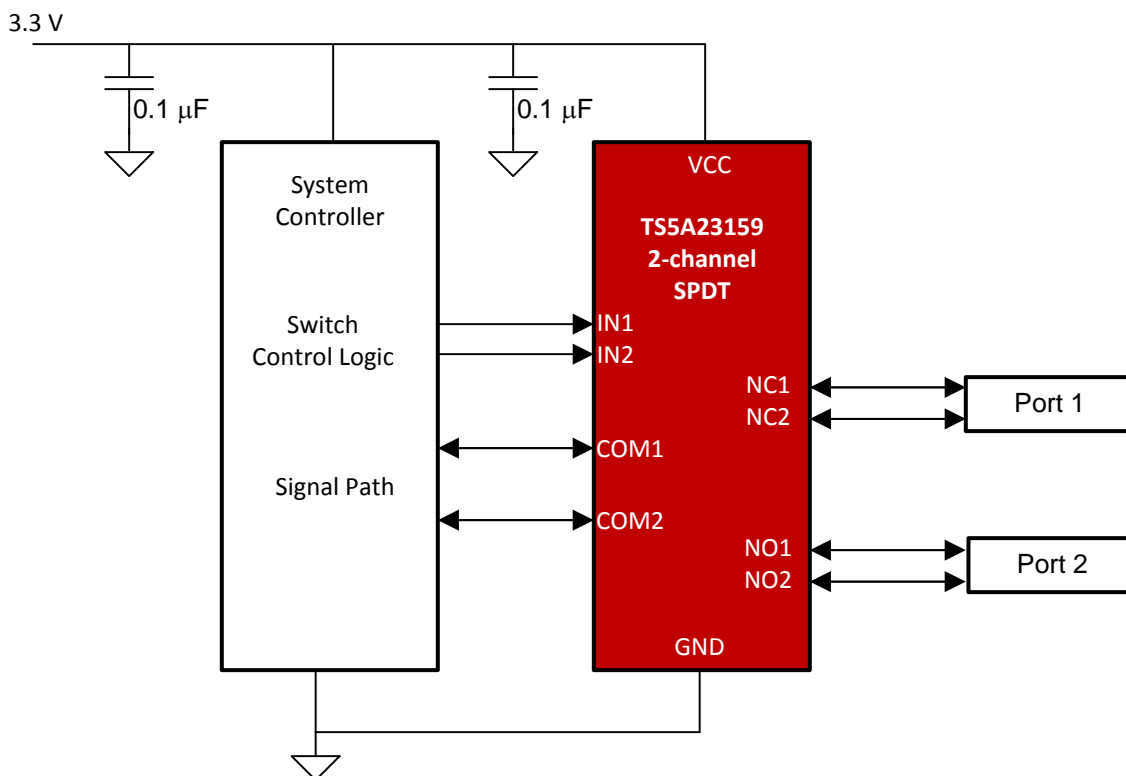 3.3 V
0.1 μF
0.1 μF
System
Controller
Switch
Control Logic
Signal Path
VCC
TS5A23159
2-channel
SPDT
IN1
IN2
COM1
COM2
NC1
NC2
NO1
NO2
GND
Port 1
Port 2